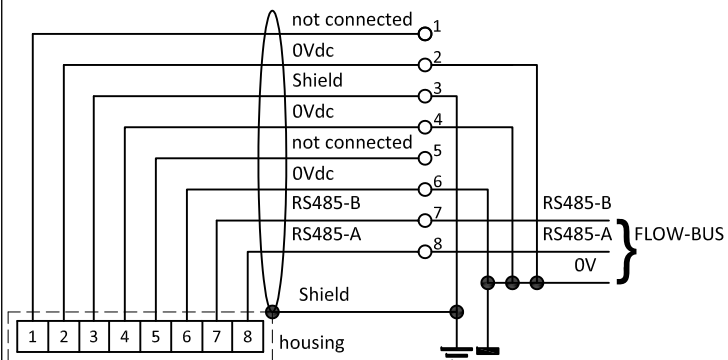 not connected 1
0Vdc 2
Shield 3
0Vdc 4
not connected 5
0Vdc 6
RS485-B 7 RS485-B
RS485-A 8 RS485-A } FLOW-BUS
0V
Shield
1 2 3 4 5 6 7 8 housing